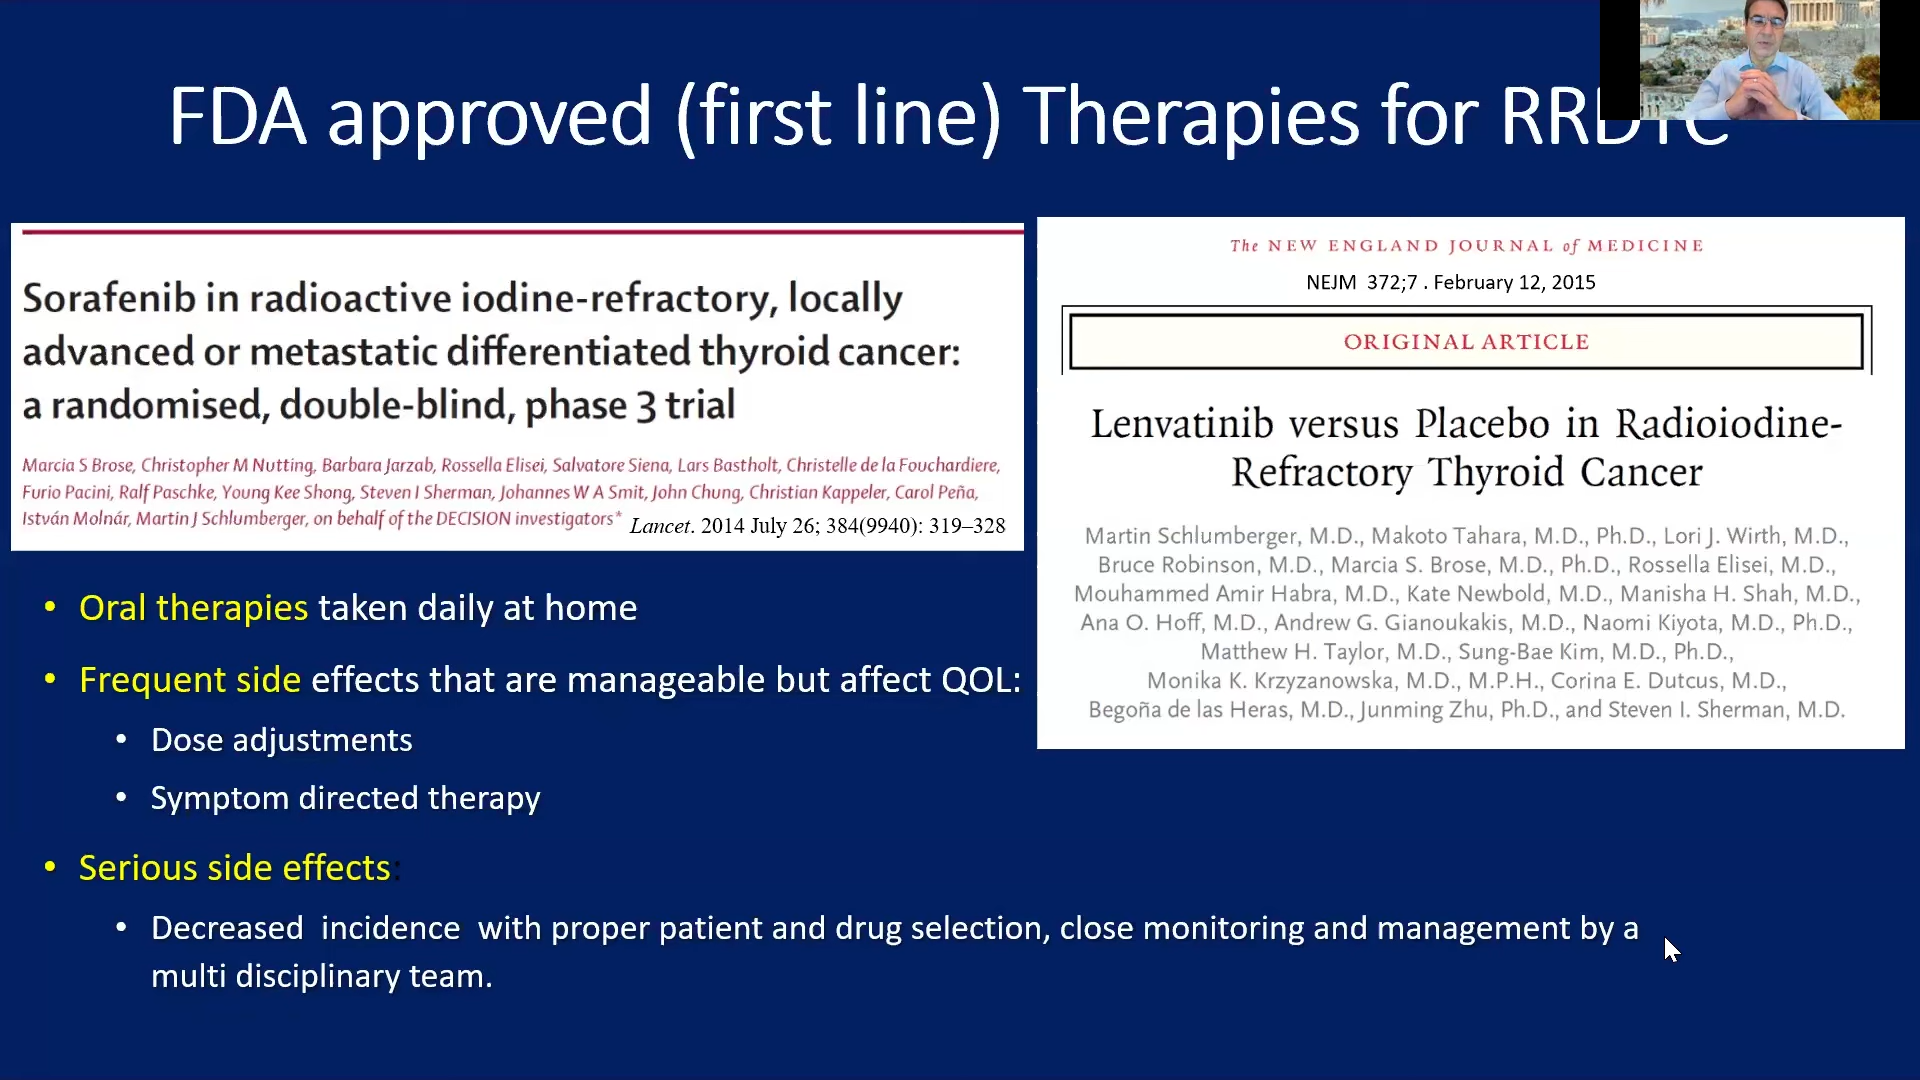 FDA approved (first line) Therapies for RRDTC
Sorafenib in radioactive iodine-refractory, locally
advanced or metastatic differentiated thyroid cancer:
a randomised, double-blind, phase 3 trial
Marcia S Brose, Christopher M Nutting, Barbara Jarzab, Rossella Elisei, Salvatore Siena, Lars Bastholt, Christelle de la Fouchardiere,
Furio Pacini, Ralf Paschke, Young Kee Shong, Steven I Sherman, Johannes W A Smit, John Chung, Christian Kappeler, Carol Peña,
István Molnár, Martin J Schlumberger, on behalf of the DECISION investigators*
Lancet. 2014 July 26; 384(9940): 319–328
The NEW ENGLAND JOURNAL of MEDICINE
NEJM 372;7 . February 12, 2015
ORIGINAL ARTICLE
Lenvatinib versus Placebo in Radioiodine-
Refractory Thyroid Cancer
Martin Schlumberger, M.D., Makoto Tahara, M.D., Ph.D., Lori J. Wirth, M.D.,
Bruce Robinson, M.D., Marcia S. Brose, M.D., Ph.D., Rossella Elisei, M.D.,
Mouhammed Amir Habra, M.D., Kate Newbold, M.D., Manisha H. Shah, M.D.,
Ana O. Hoff, M.D., Andrew G. Gianoukakis, M.D., Naomi Kiyota, M.D., Ph.D.,
Matthew H. Taylor, M.D., Sung-Bae Kim, M.D., Ph.D.,
Monika K. Krzyzanowska, M.D., M.P.H., Corina E. Dutcus, M.D.,
Begoña de las Heras, M.D., Junming Zhu, Ph.D., and Steven I. Sherman, M.D.
• Oral therapies taken daily at home
• Frequent side effects that are manageable but affect QOL:
• Dose adjustments
• Symptom directed therapy
• Serious side effects:
• Decreased incidence with proper patient and drug selection, close monitoring and management by a
multi disciplinary team.